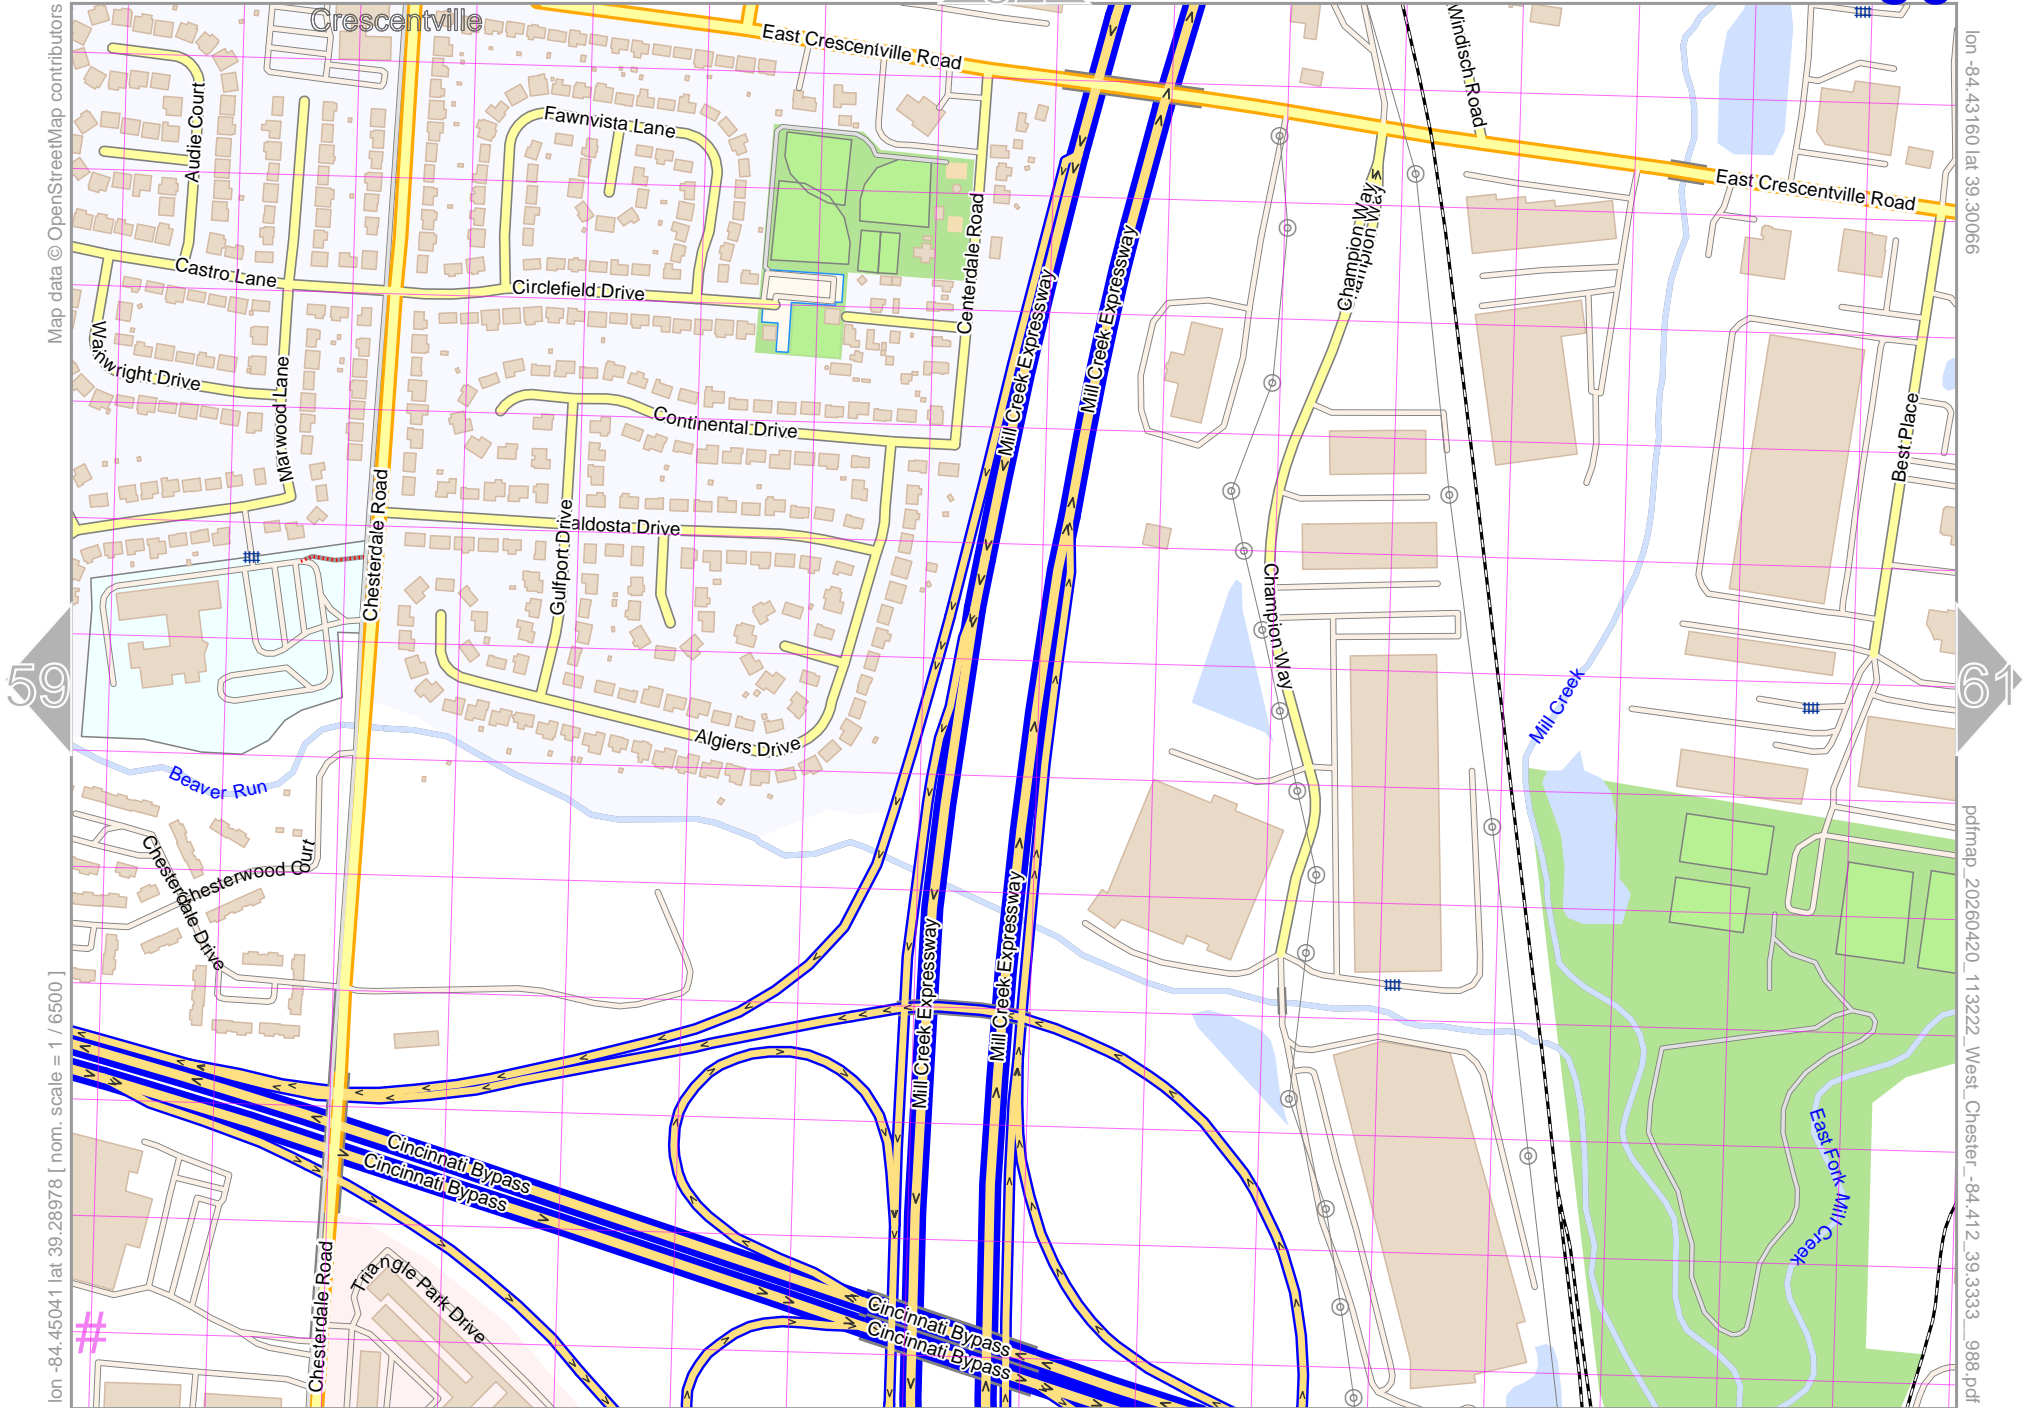 Crescentville
East Crescentville Road
Windisch Road
lon -84.43160 lat 39.30066
Map data © OpenStreetMap contributors
Audie Court
Fawnvista Lane
East Crescentville Road
Champion Way
Champion Way
Castro Lane
Circlefield Drive
Centerdale Road
Mill Creek Expressway
Mill Creek Expressway
Wainwright Drive
Marwood Lane
Continental Drive
Best Place
Chesterdale Road
Gulfport Drive
aldosta Drive
Champion Way
59
61
Mill Creek
Algiers Drive
Beaver Run
Chesterwood Court
Chesterdale Drive
Mill Creek Expressway
Mill Creek Expressway
pdfmap_20260420_113222_West_Chester_-84.412_39.3333__988.pdf
lon -84.45041 lat 39.28978 [ nom. scale = 1 / 6500 ]
Cincinnati Bypass
Cincinnati Bypass
East Fork Mill Creek
Chesterdale Road
Triangle Park Drive
Cincinnati Bypass
Cincinnati Bypass
#